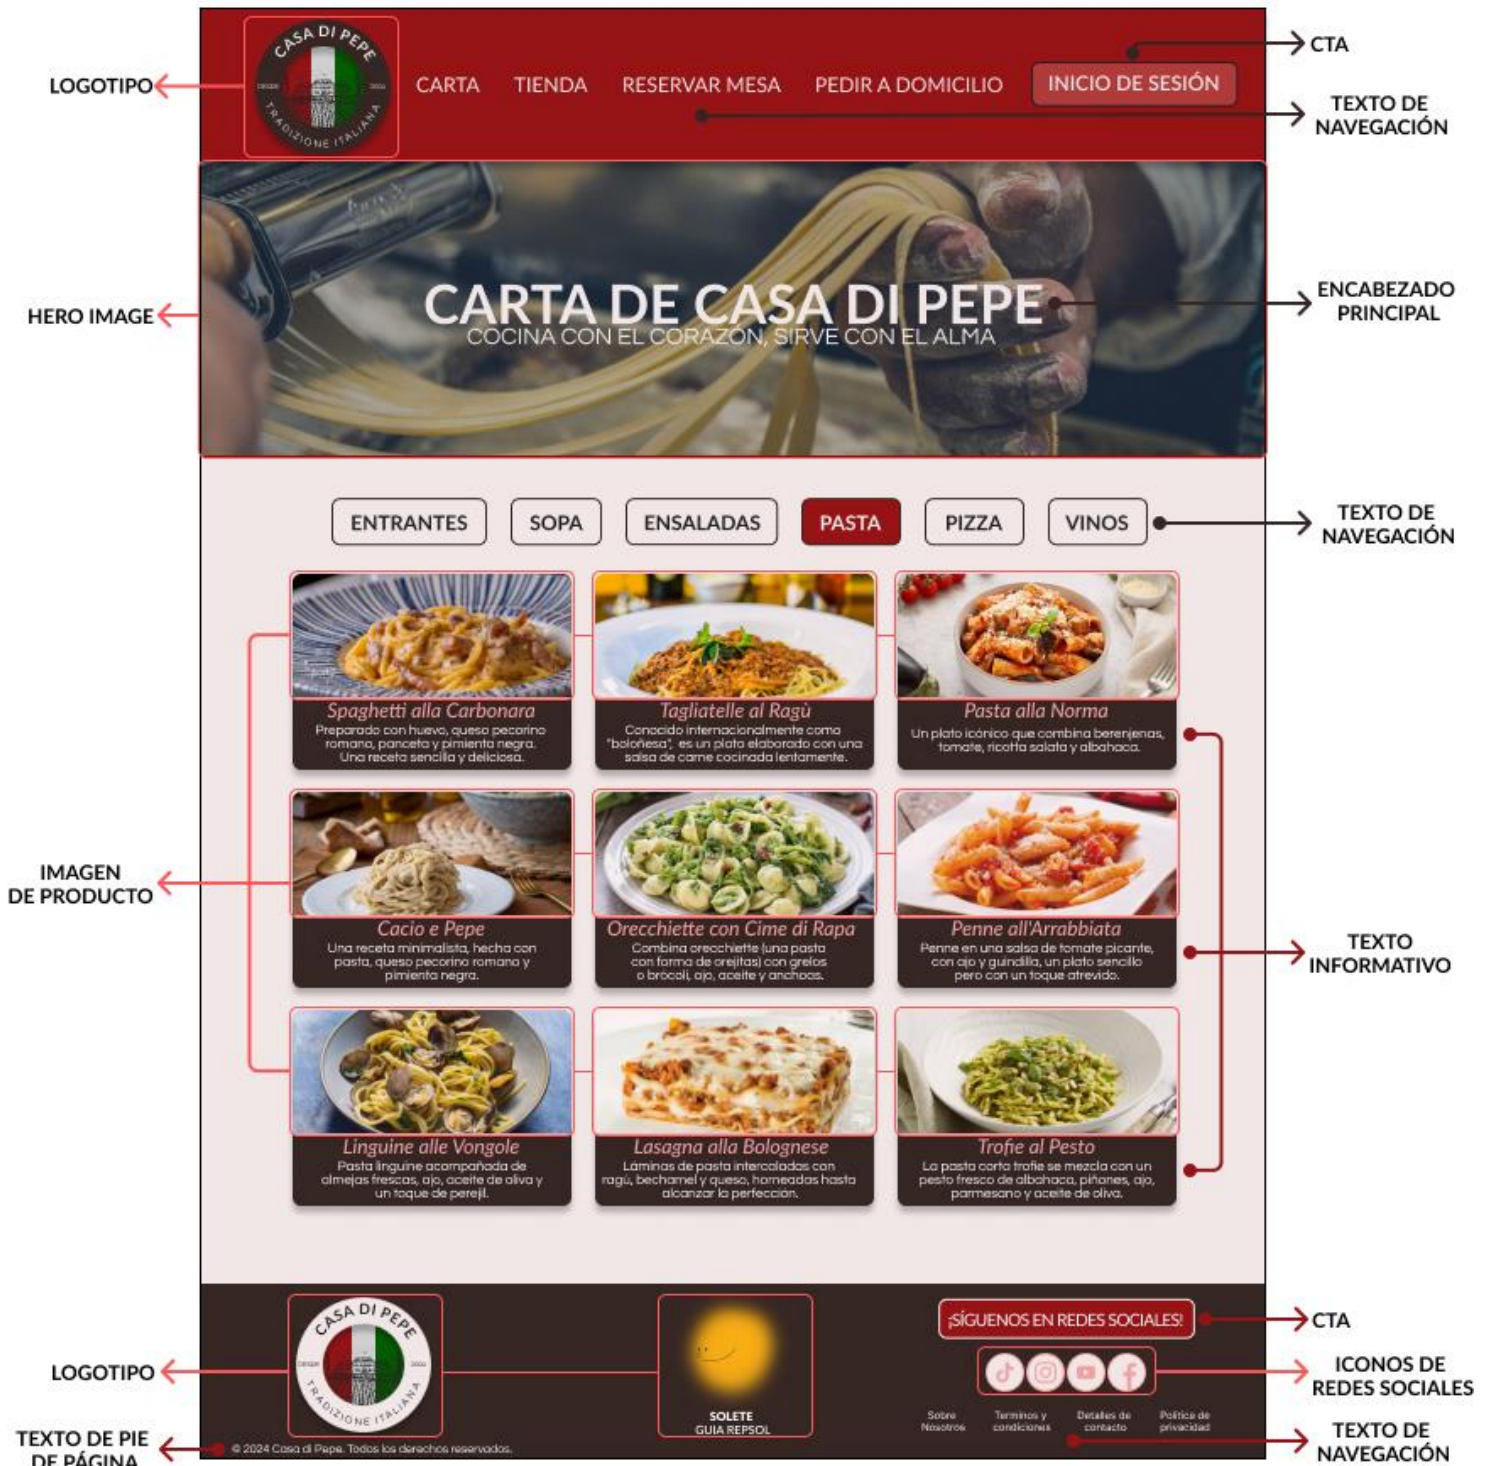 CASA DI PEPE
DESDE 2024
TRADIZIONE ITALIANA
CARTA TIENDA RESERVAR MESA PEDIR A DOMICILIO INICIO DE SESIÓN
LOGOTIPO
CTA
TEXTO DE
NAVEGACIÓN
HERO IMAGE
CARTA DE CASA DI PEPE
COCINA CON EL CORAZÓN, SIRVE CON EL ALMA
ENCABEZADO
PRINCIPAL
ENTRANTES SOPA ENSALADAS PASTA PIZZA VINOS
TEXTO DE
NAVEGACIÓN
Spaghetti alla Carbonara
Preparado con huevo, queso pecorino
romano, panceta y pimienta negra.
Una receta sencilla y deliciosa.
Tagliatelle al Ragù
Conocido internacionalmente como
"boloñesa", es un plato elaborado con una
salsa de carne cocinada lentamente.
Pasta alla Norma
Un plato icónico que combina berenjenas,
tomate, ricotta salata y albahaca.
IMAGEN
DE PRODUCTO
Cacio e Pepe
Una receta minimalista, hecha con
pasta, queso pecorino romano y
pimienta negra.
Orecchiette con Cime di Rapa
Combina orecchiette (una pasta
con forma de orejitas) con grelos
o brócoli, ajo, aceite y anchoas.
Penne all'Arrabbiata
Penne en una salsa de tomate picante,
con ajo y guindilla, un plato sencillo
pero con un toque atrevido.
TEXTO
INFORMATIVO
Linguine alle Vongole
Pasta linguine acompañada de
almejas frescas, ajo, aceite de oliva y
un toque de perejil.
Lasagna alla Bolognese
Láminas de pasta intercaladas con
ragú, bechamel y queso, horneadas hasta
alcanzar la perfección.
Trofie al Pesto
La pasta corta trofie se mezcla con un
pesto fresco de albahaca, piñones, ajo,
parmesano y aceite de oliva.
LOGOTIPO
CASA DI PEPE
DESDE 2024
TRADIZIONE ITALIANA
SOLETE
GUIA REPSOL
¡SÍGUENOS EN REDES SOCIALES!
CTA
ICONOS DE
REDES SOCIALES
Sobre
Nosotros
Terminos y
condiciones
Detalles de
contacto
Política de
privacidad
TEXTO DE
NAVEGACIÓN
TEXTO DE PIE
DE PÁGINA
© 2024 Casa di Pepe. Todos los derechos reservados.